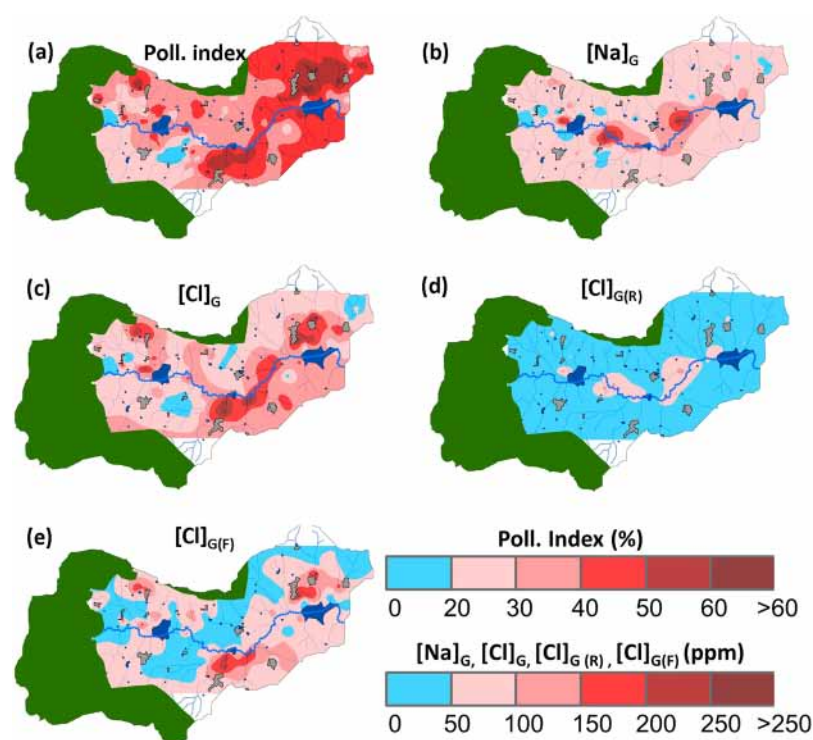 (a) Poll. index
(b) [Na]G
(c) [Cl]G
(d) [Cl]G(R)
(e) [Cl]G(F)
Poll. Index (%)
0 20 30 40 50 60 >60
[Na]G, [Cl]G, [Cl]G (R) , [Cl]G(F) (ppm)
0 50 100 150 200 250 >250